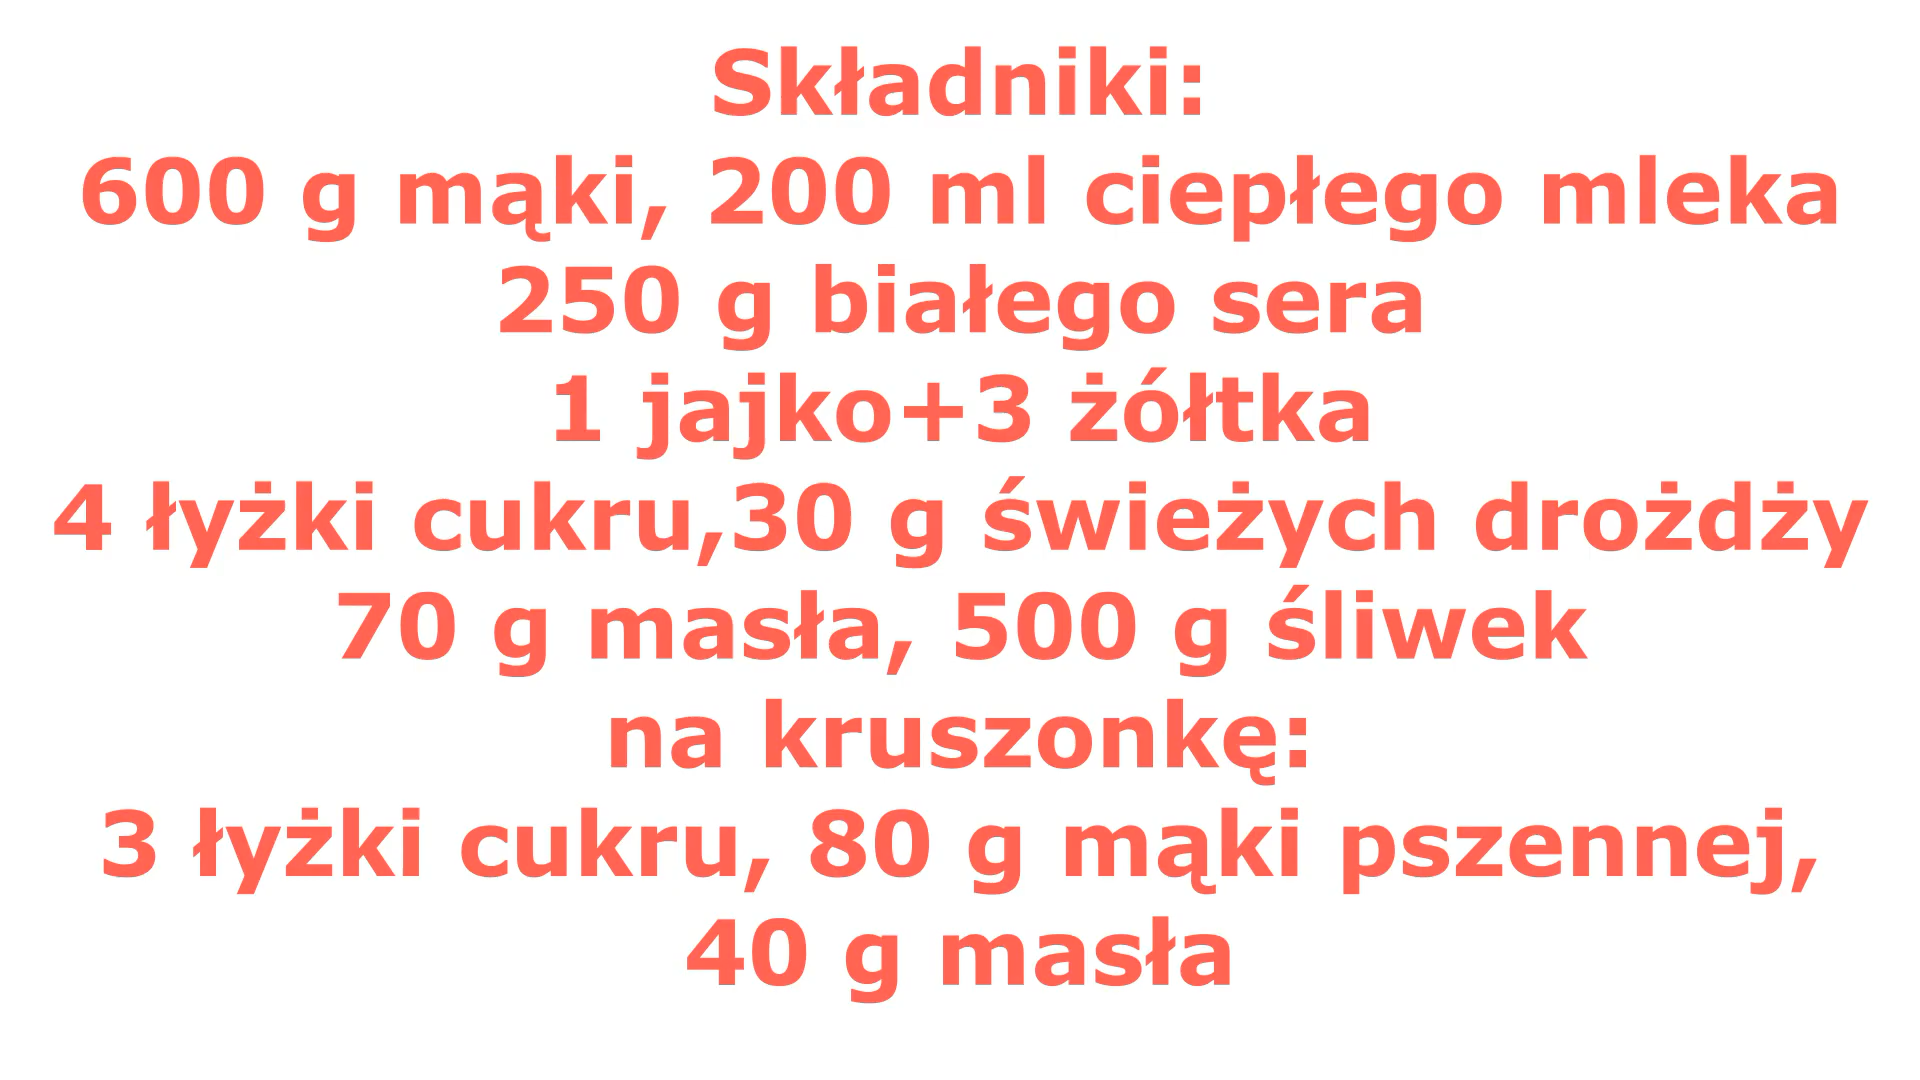 Składniki:
600 g mąki, 200 ml ciepłego mleka
250 g białego sera
1 jajko+3 żółtka
4 łyżki cukru,30 g świeżych drożdży
70 g masła, 500 g śliwek
na kruszonkę:
3 łyżki cukru, 80 g mąki pszennej,
40 g masła